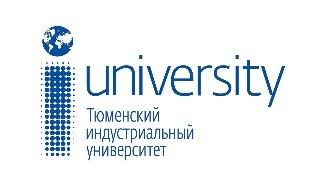 i university
Тюменский
индустриальный
университет